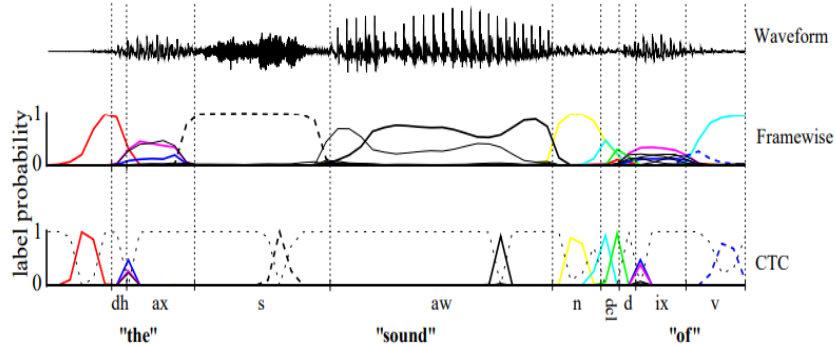 Waveform
label probability
1
0
Framewise
1
0
CTC
dh ax s aw n dcl d ix v
"the" "sound" "of"